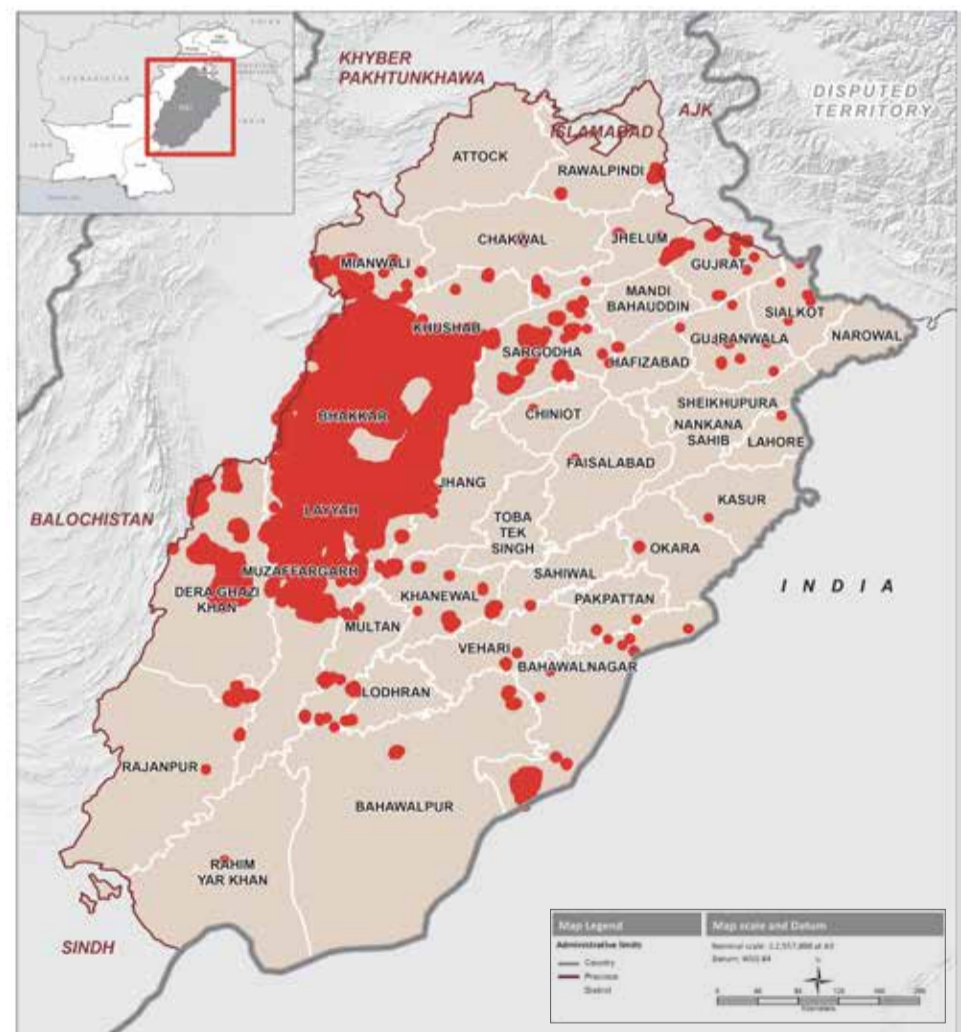 KHYBER
PAKHTUNKHAWA
AJK
DISPUTED
TERRITORY
ISLAMABAD
ATTOCK
RAWALPINDI
CHAKWAL
JHELUM
MIANWALI
GUJRAT
MANDI
BAHAUDDIN
SIALKOT
KHUSHAB
SARGODHA
GUJRANWALA
NAROWAL
HAFIZABAD
BHAKKAR
CHINIOT
SHEIKHUPURA
NANKANA
SAHIB
LAHORE
FAISALABAD
JHANG
KASUR
BALOCHISTAN
LAYYAH
TOBA
TEK
SINGH
OKARA
MUZAFFARGARH
SAHIWAL
INDIA
DERA GHAZI
KHAN
KHANEWAL
PAKPATTAN
MULTAN
VEHARI
BAHAWALNAGAR
LODHRAN
RAJANPUR
BAHAWALPUR
RAHIM
YAR KHAN
SINDH
Map Legend
Administrative limits
Country
Province
District
Map scale and Datum
Kilometers